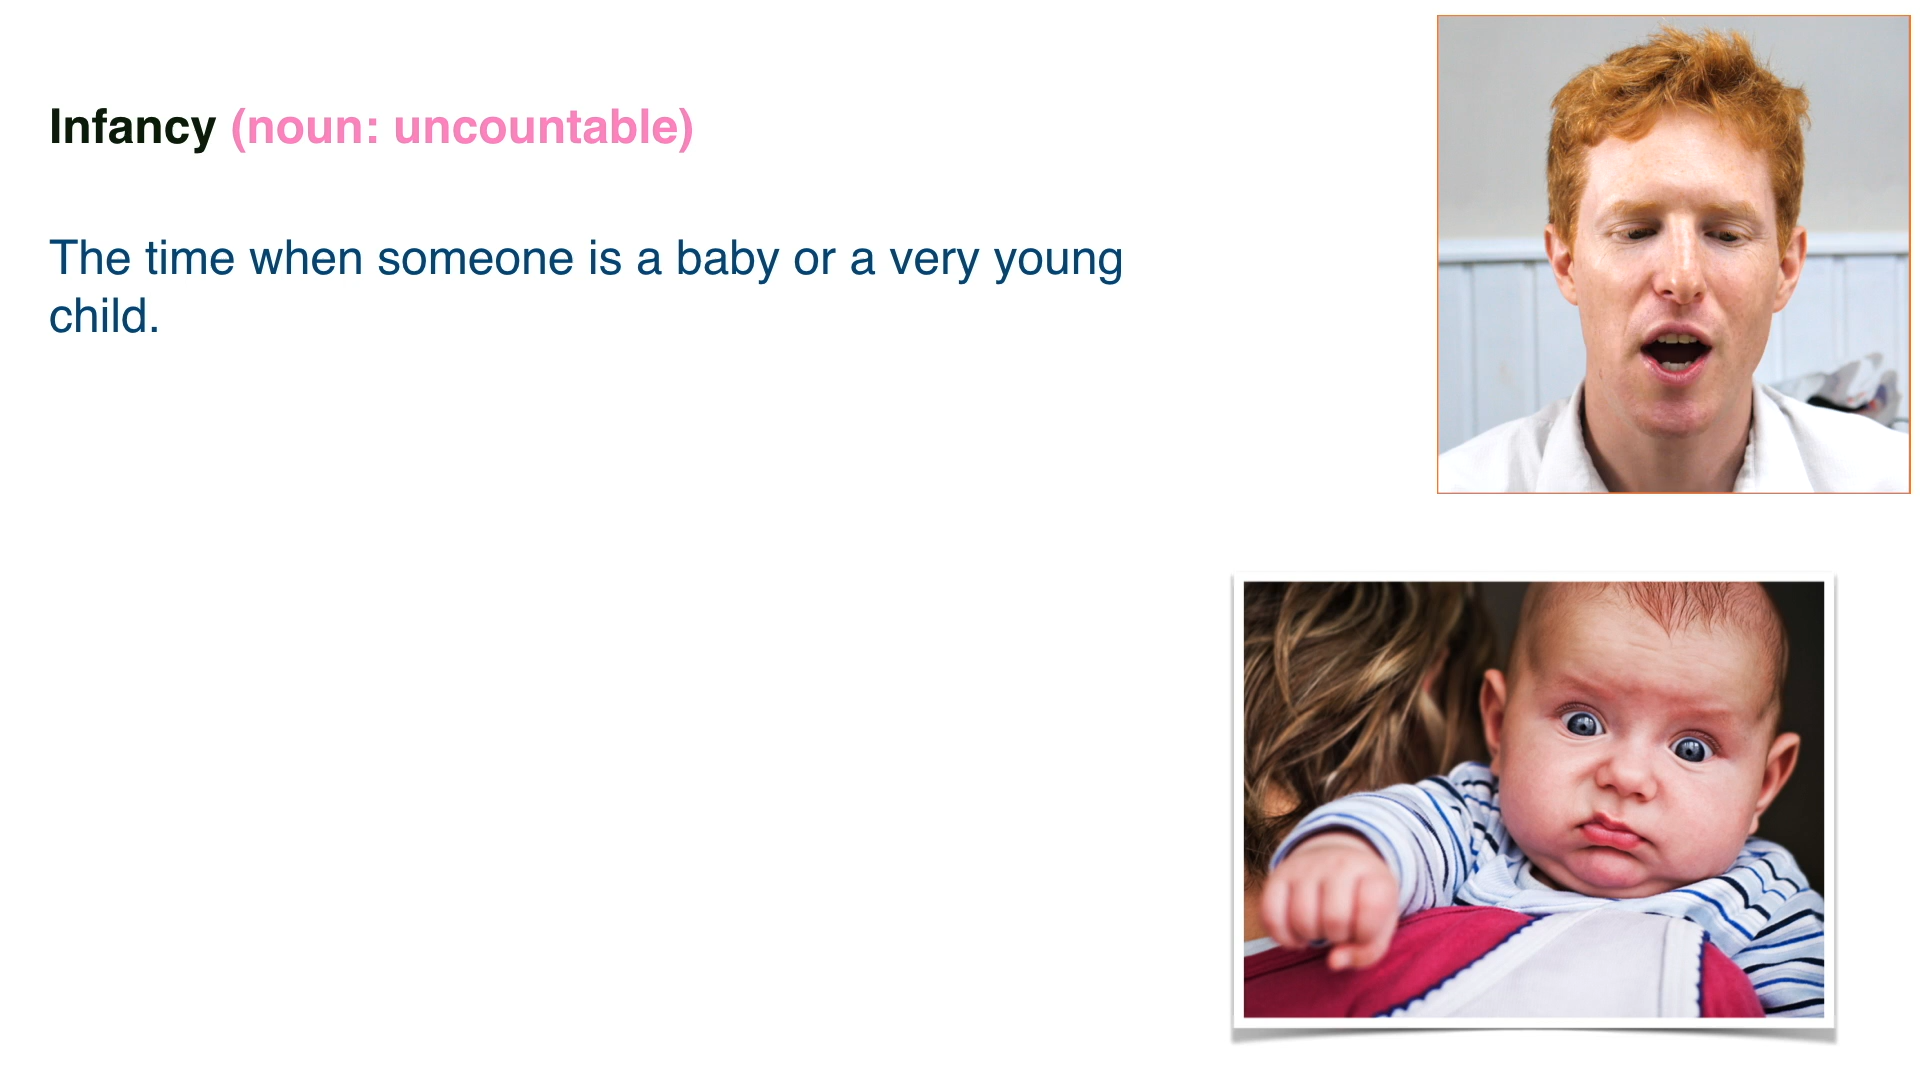 Infancy (noun: uncountable)
The time when someone is a baby or a very young
child.